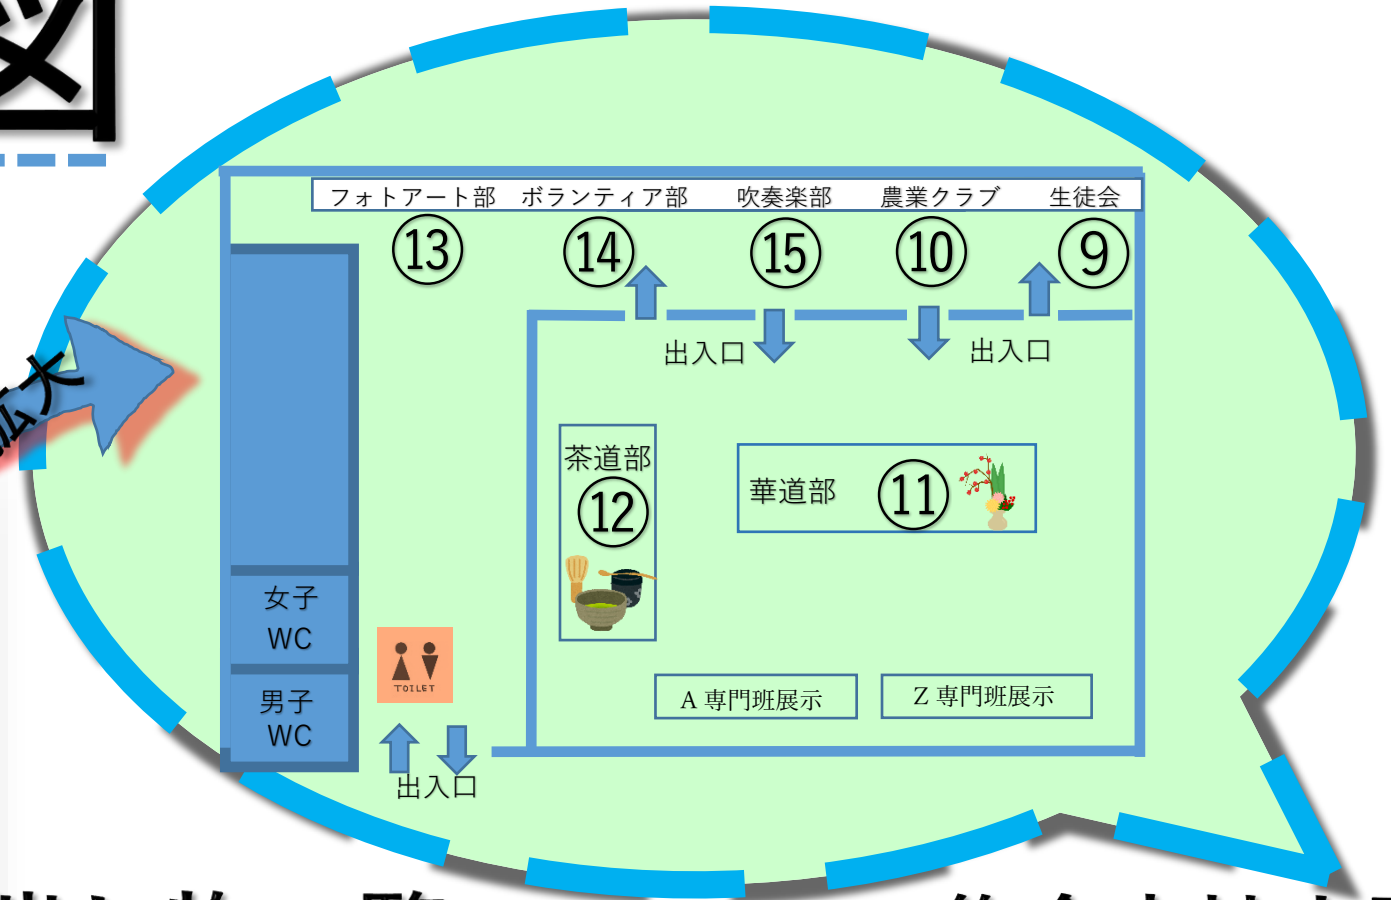 図
拡大
フォトアート部 ボランティア部 吹奏楽部 農業クラブ 生徒会
⑬ ⑭ ⑮ ⑩ ⑨
出入口 出入口
茶道部
⑫
華道部 ⑪
女子
WC
TOILET
男子
WC
A 専門班展示 Z 専門班展示
出入口